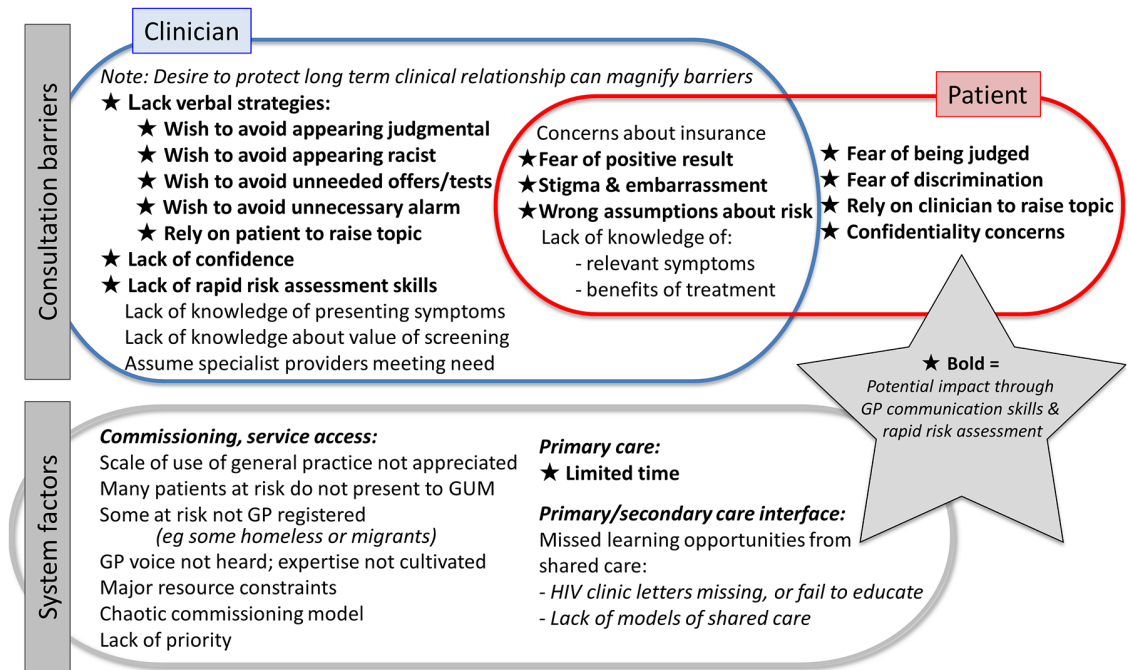 Clinician
Patient
Consultation barriers
Note: Desire to protect long term clinical relationship can magnify barriers
★ Lack verbal strategies:
★ Wish to avoid appearing judgmental
★ Wish to avoid appearing racist
★ Wish to avoid unneeded offers/tests
★ Wish to avoid unnecessary alarm
★ Rely on patient to raise topic
★ Lack of confidence
★ Lack of rapid risk assessment skills
Lack of knowledge of presenting symptoms
Lack of knowledge about value of screening
Assume specialist providers meeting need
Concerns about insurance
★ Fear of positive result
★ Stigma & embarrassment
★ Wrong assumptions about risk
Lack of knowledge of:
- relevant symptoms
- benefits of treatment
★ Fear of being judged
★ Fear of discrimination
★ Rely on clinician to raise topic
★ Confidentiality concerns
★ Bold =
Potential impact through
GP communication skills &
rapid risk assessment
System factors
Commissioning, service access:
Scale of use of general practice not appreciated
Many patients at risk do not present to GUM
Some at risk not GP registered
(eg some homeless or migrants)
GP voice not heard; expertise not cultivated
Major resource constraints
Chaotic commissioning model
Lack of priority
Primary care:
★ Limited time
Primary/secondary care interface:
Missed learning opportunities from
shared care:
- HIV clinic letters missing, or fail to educate
- Lack of models of shared care